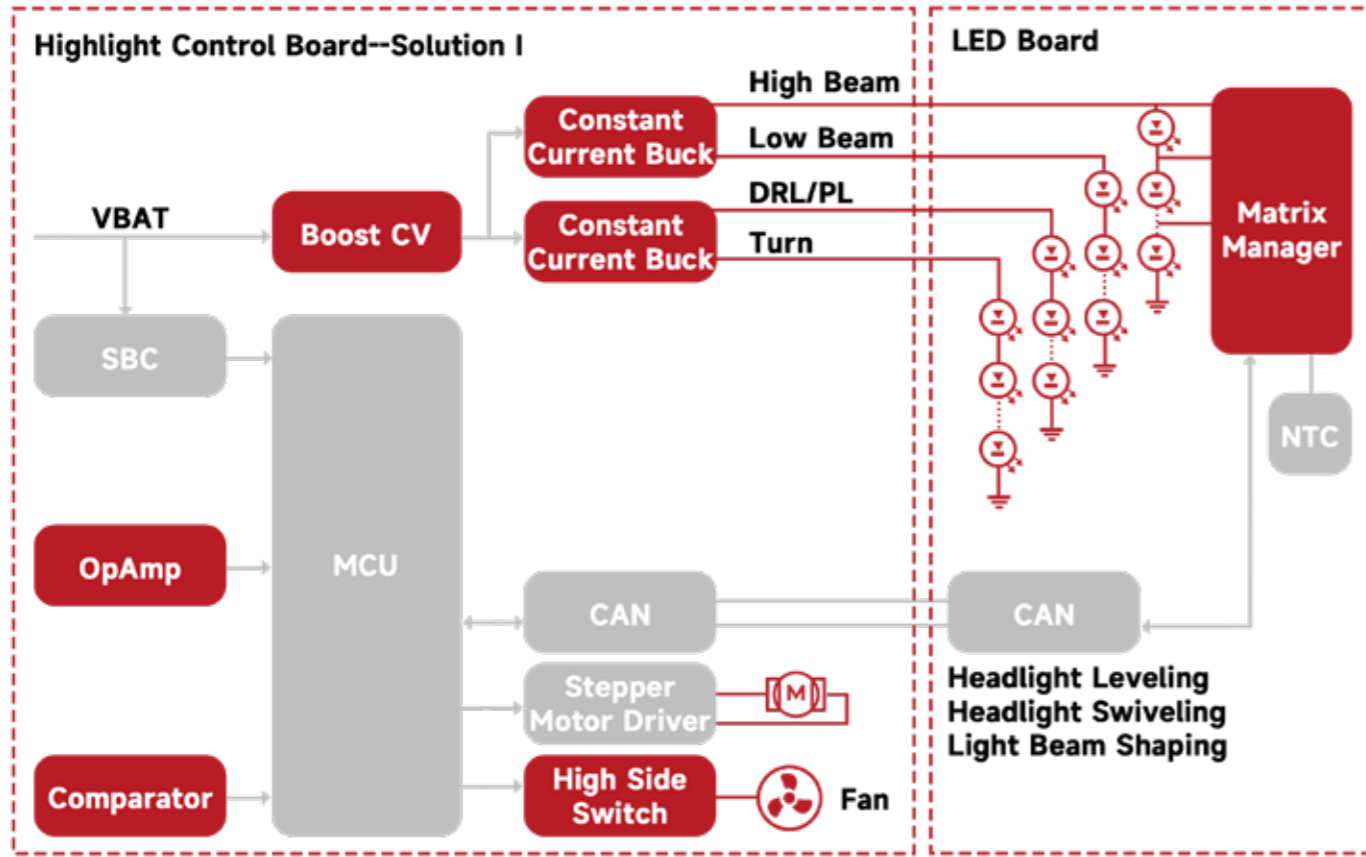 Highlight Control Board--Solution I
LED Board
High Beam
Constant
Current Buck
Low Beam
DRL/PL
Matrix
Manager
VBAT
Boost CV
Constant
Current Buck
Turn
SBC
MCU
NTC
OpAmp
CAN
CAN
Stepper
Motor Driver
M
Headlight Leveling
Headlight Swiveling
Light Beam Shaping
Comparator
High Side
Switch
Fan